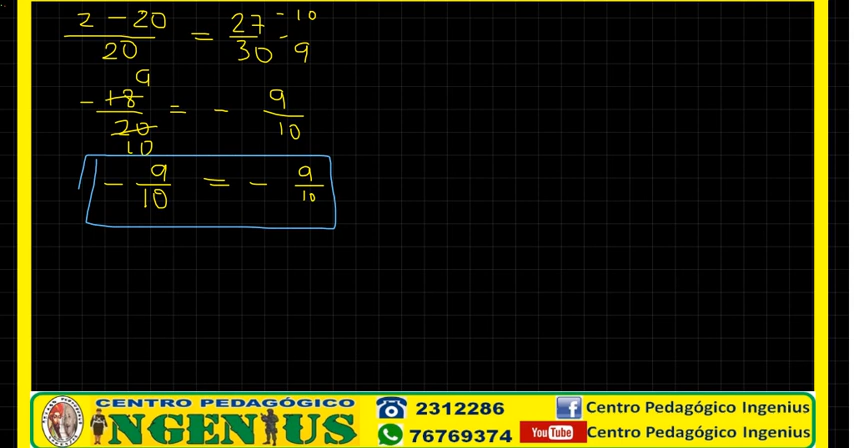 2 - 20 / 20 = 27 / 30 - 10 / 9
- 18 / 20 = - 9 / 10
9
10
- 9 / 10 = - 9 / 10
CENTRO PEDAGÓGICO
INGENIUS
2312286
76769374
Centro Pedagógico Ingenius
YouTube Centro Pedagógico Ingenius